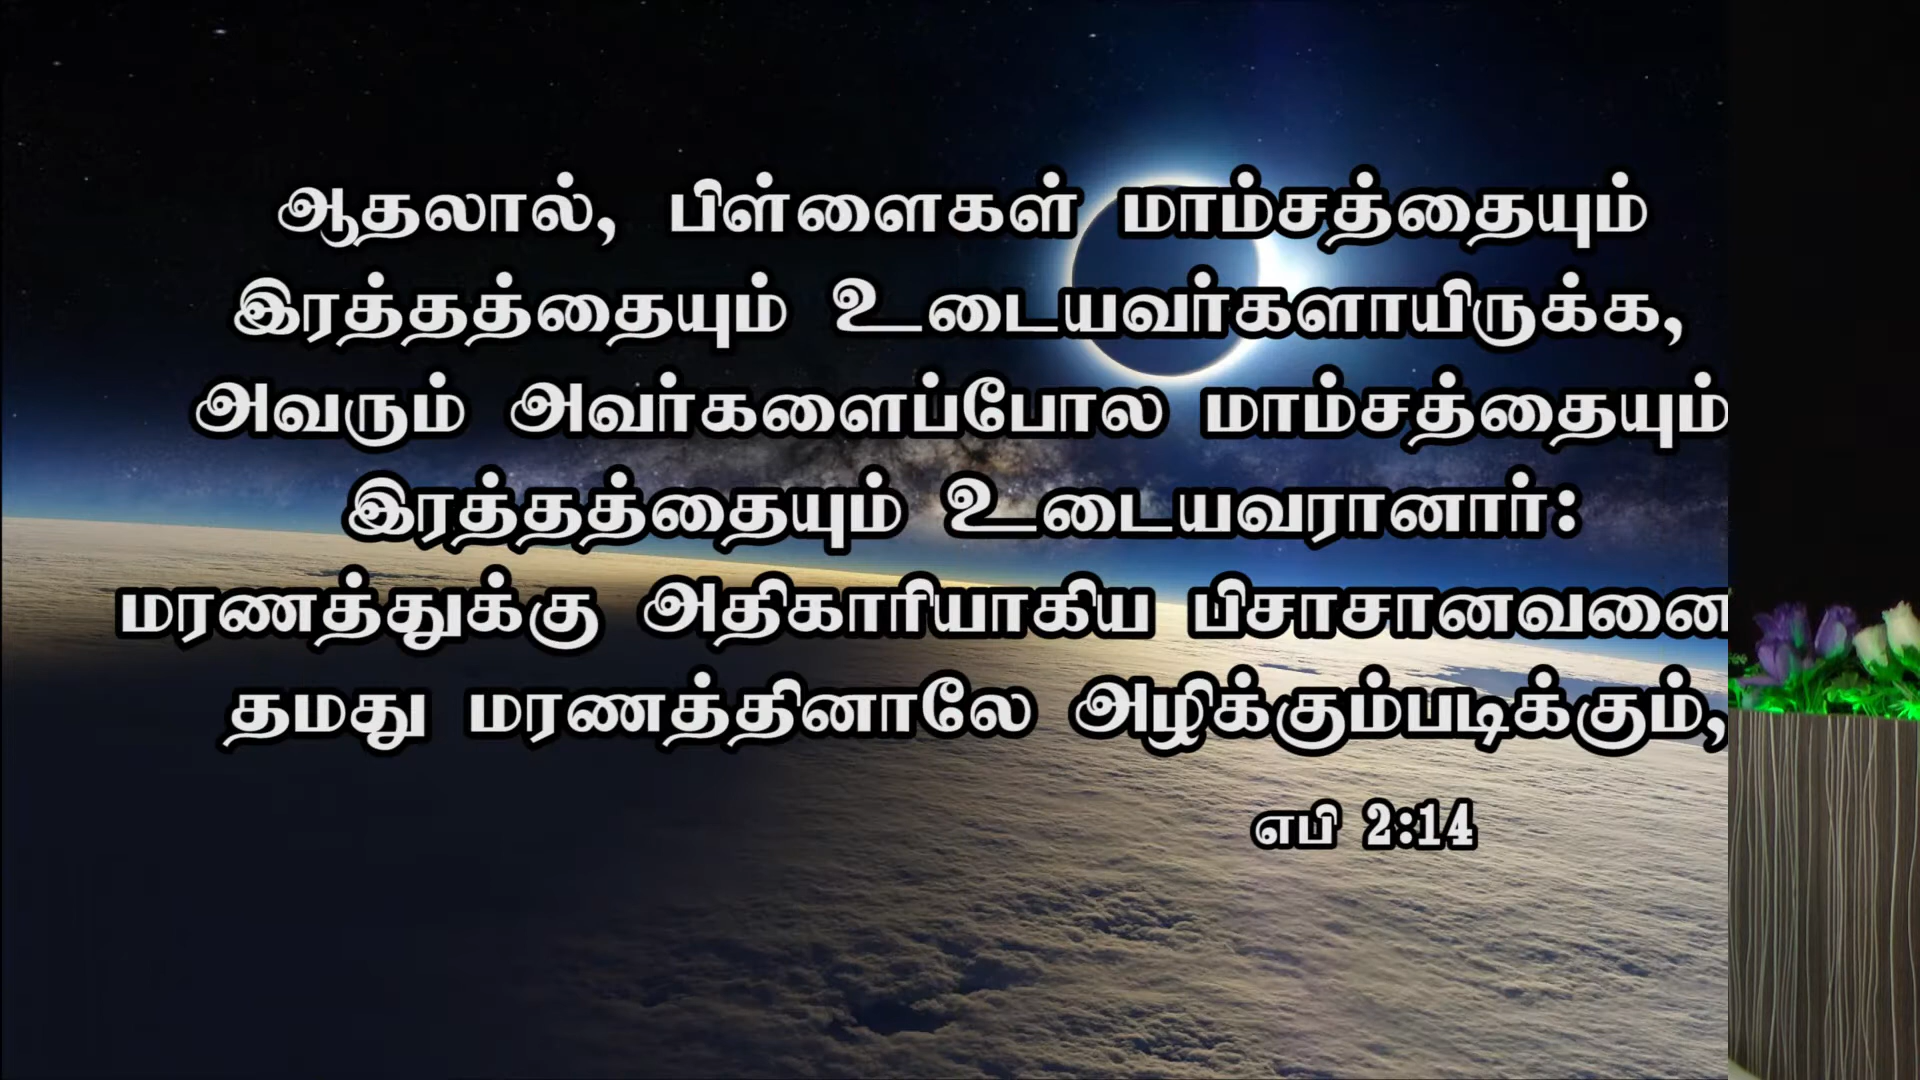 ஆதலால், பிள்ளைகள் மாம்சத்தையும்
இரத்தத்தையும் உடையவர்களாயிருக்க,
அவரும் அவர்களைப்போல மாம்சத்தையும்
இரத்தத்தையும் உடையவரானார்:
மரணத்துக்கு அதிகாரியாகிய பிசாசானவனை
தமது மரணத்தினாலே அழிக்கும்படிக்கும்,
எபி 2:14